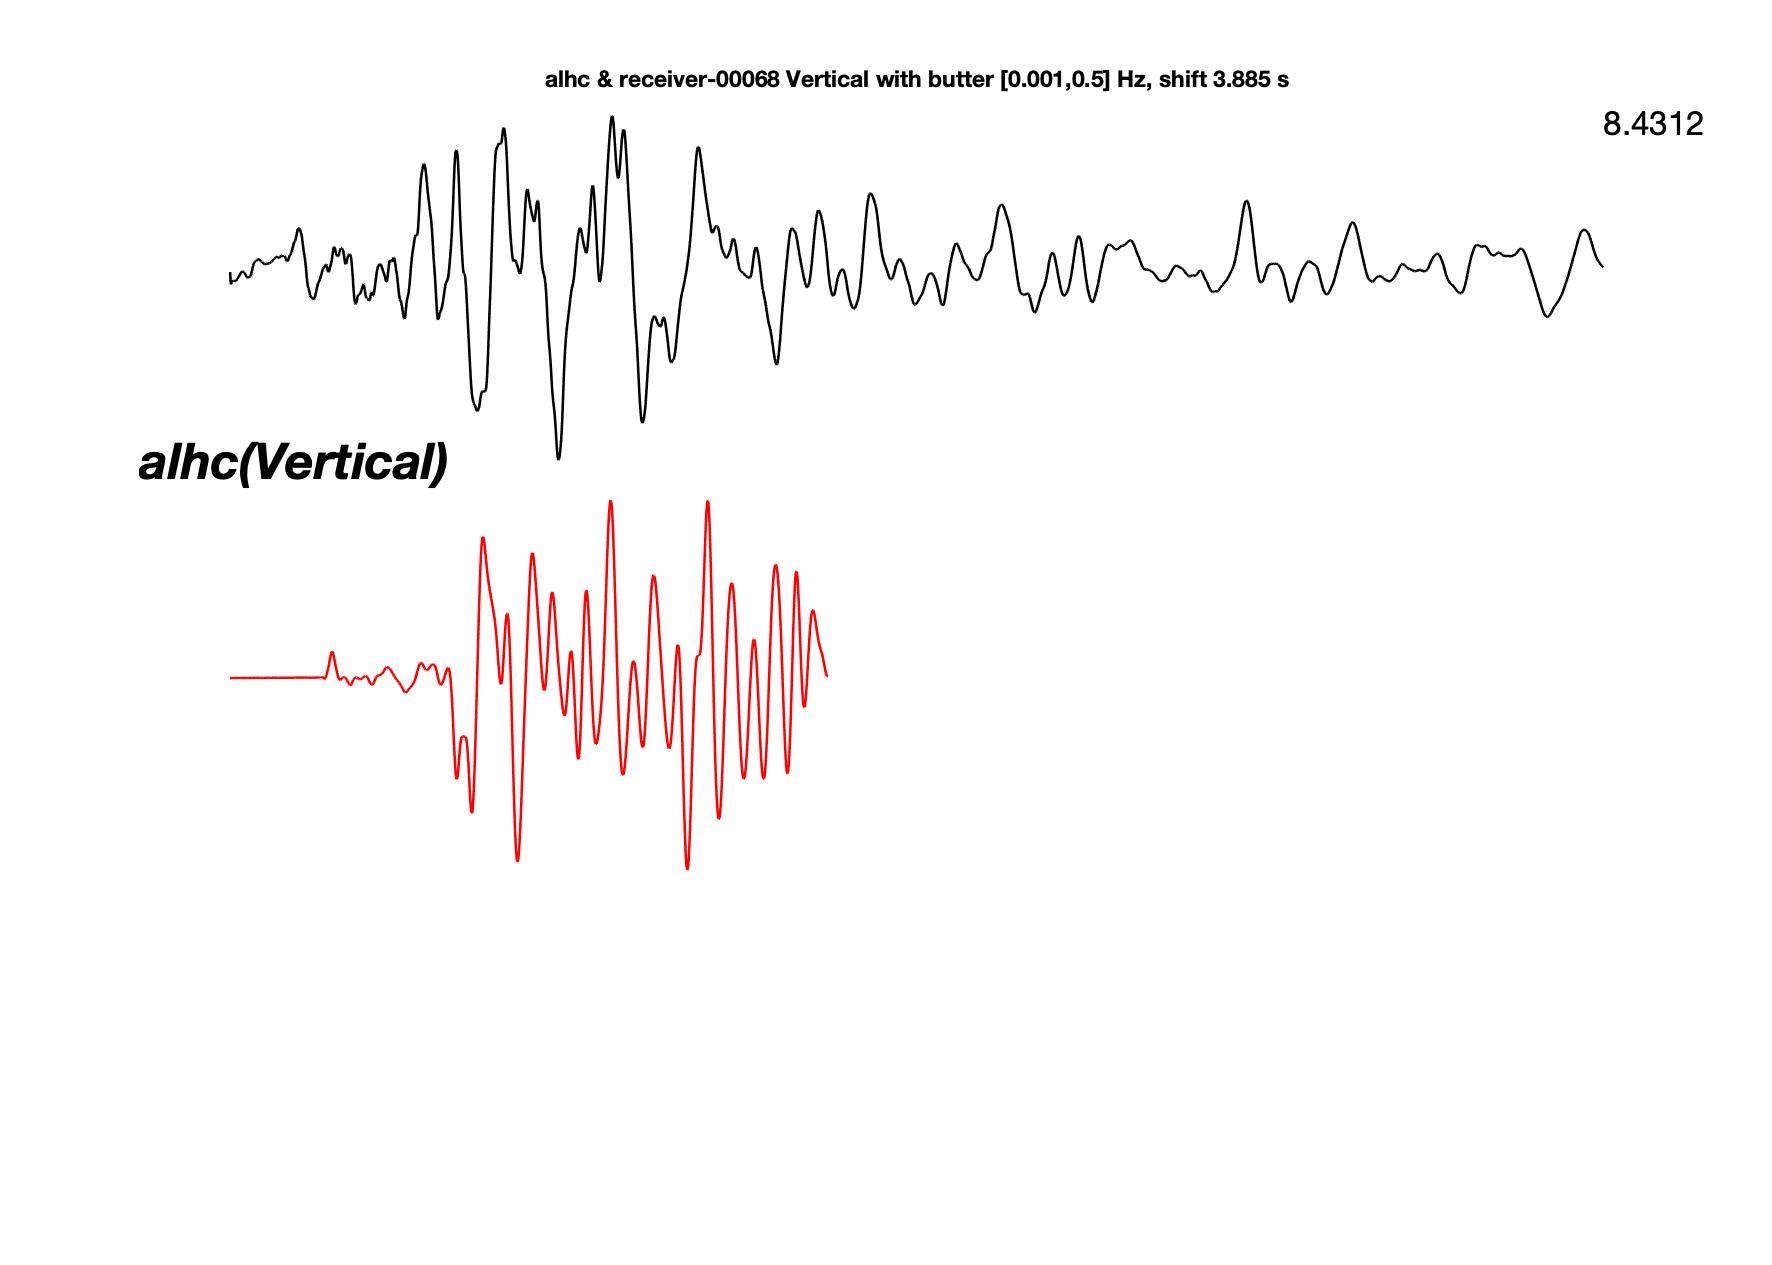 alhc & receiver-00068 Vertical with butter [0.001,0.5] Hz, shift 3.885 s
8.4312
alhc(Vertical)